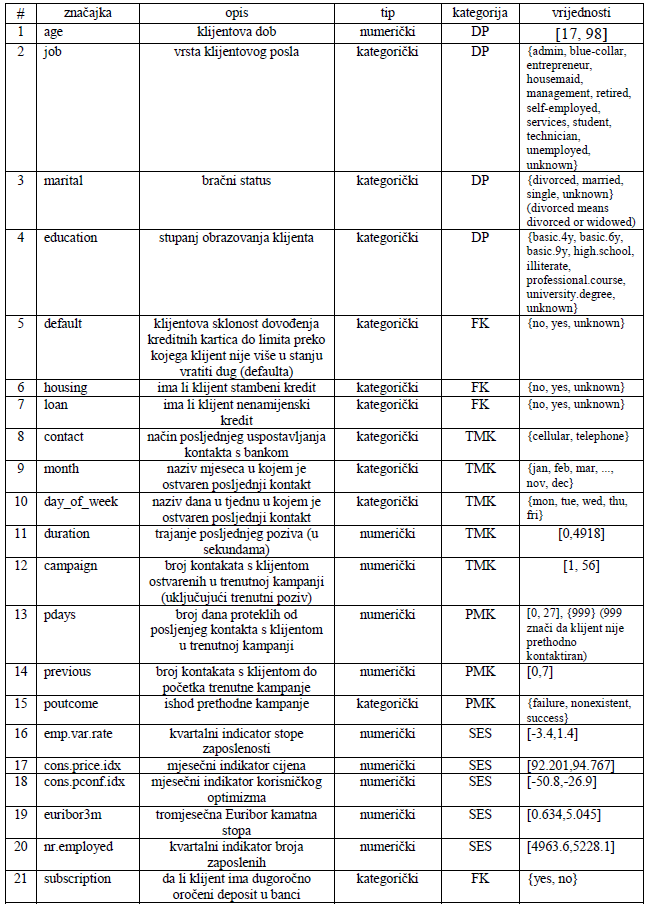 # značajka opis tip kategorija vrijednosti
1 age klijentova dob numerički DP [17, 98]
2 job vrsta klijentovog posla kategorički DP {admin, blue-collar,
entrepreneur,
housemaid,
management, retired,
self-employed,
services, student,
technician,
unemployed,
unknown}
3 marital bračni status kategorički DP {divorced, married,
single, unknown}
(divorced means
divorced or widowed)
4 education stupanj obrazovanja klijenta kategorički DP {basic.4y, basic.6y,
basic.9y, high.school,
illiterate,
professional.course,
university.degree,
unknown}
5 default klijentova sklonost dovođenja kategorički FK {no, yes, unknown}
kreditnih kartica do limita preko
kojega klijent nije više u stanju
vratiti dug (defaulta)
6 housing ima li klijent stambeni kredit kategorički FK {no, yes, unknown}
7 loan ima li klijent nenamijenski kategorički FK {no, yes, unknown}
kredit
8 contact način posljednjeg uspostavljanja kategorički TMK {cellular, telephone}
kontakta s bankom
9 month naziv mjeseca u kojem je kategorički TMK {jan, feb, mar, ...,
ostvaren posljednji kontakt nov, dec}
10 day_of_week naziv dana u tjednu u kojem je kategorički TMK {mon, tue, wed, thu,
ostvaren posljednji kontakt fri}
11 duration trajanje posljednjeg poziva (u numerički TMK [0,4918]
sekundama)
12 campaign broj kontakata s klijentom numerički TMK [1, 56]
ostvarenih u trenutnoj kampanji
(uključujući trenutni poziv)
13 pdays broj dana proteklih od numerički PMK [0, 27], {999} (999
posljenjeg kontakta s klijentom znači da klijent nije
u trenutnoj kampanji prethodno
kontaktiran)
14 previous broj kontakata s klijentom do numerički PMK [0,7]
početka trenutne kampanje
15 poutcome ishod prethodne kampanje kategorički PMK {failure, nonexistent,
success}
16 emp.var.rate kvartalni indicator stope numerički SES [-3.4,1.4]
zaposlenosti
17 cons.price.idx mjesečni indikator cijena numerički SES [92.201,94.767]
18 cons.pconf.idx mjesečni indikator korisničkog numerički SES [-50.8,-26.9]
optimizma
19 euribor3m tromjesečna Euribor kamatna numerički SES [0.634,5.045]
stopa
20 nr.employed kvartalni indikator broja numerički SES [4963.6,5228.1]
zaposlenih
21 subscription da li klijent ima dugoročno kategorički FK {yes, no}
oročeni deposit u banci